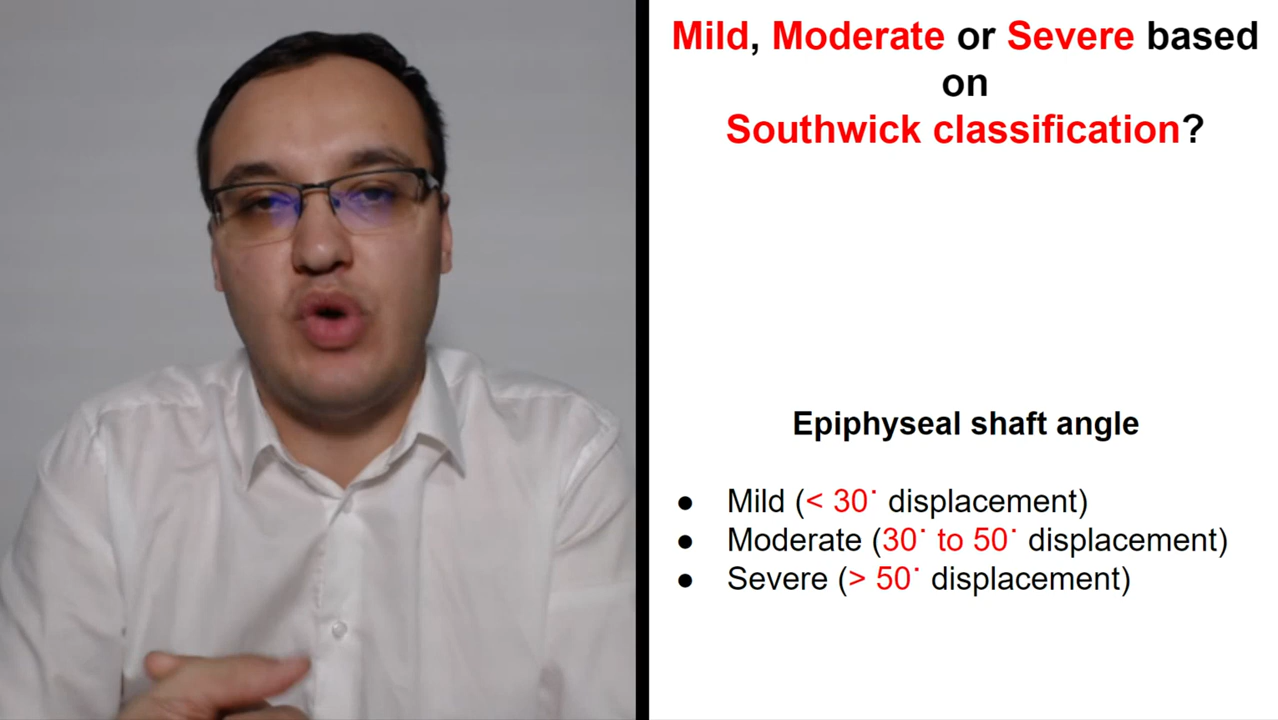 Mild, Moderate or Severe based
on
Southwick classification?
Epiphyseal shaft angle
● Mild (< 30˙ displacement)
● Moderate (30˙ to 50˙ displacement)
● Severe (> 50˙ displacement)